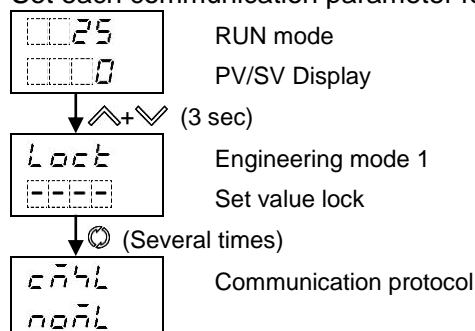 Set each communication parameter
25 RUN mode
0 PV/SV Display
+ (3 sec)
Lock Engineering mode 1
---- Set value lock
(Several times)
Communication protocol
nomL